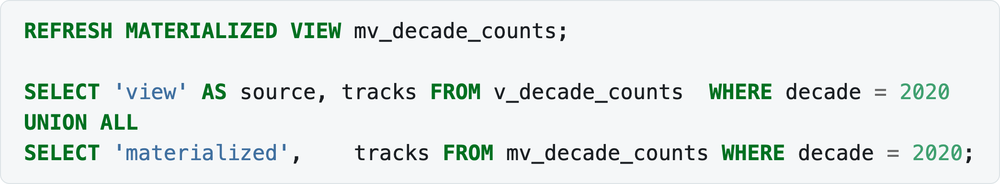 REFRESH MATERIALIZED VIEW mv_decade_counts;

SELECT 'view' AS source, tracks FROM v_decade_counts  WHERE decade = 2020
UNION ALL
SELECT 'materialized',    tracks FROM mv_decade_counts WHERE decade = 2020;